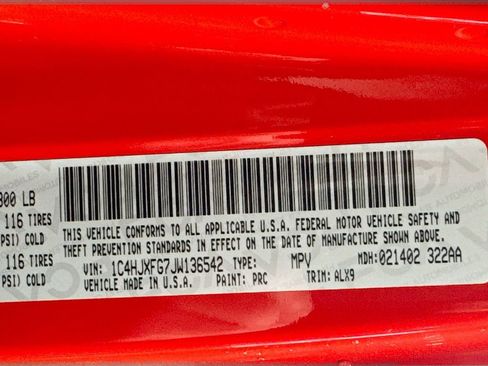 300 LB
116 TIRES
PSI) COLD
116 TIRES
PSI) COLD
THIS VEHICLE CONFORMS TO ALL APPLICABLE U.S.A. FEDERAL MOTOR VEHICLE SAFETY AND
THEFT PREVENTION STANDARDS IN EFFECT ON THE DATE OF MANUFACTURE SHOWN ABOVE.
VIN: 1C4HJXFG7JW136542 TYPE: MPV MDH: 021402 322AA
VEHICLE MADE IN U.S.A. PAINT: PRC TRIM: ALX9